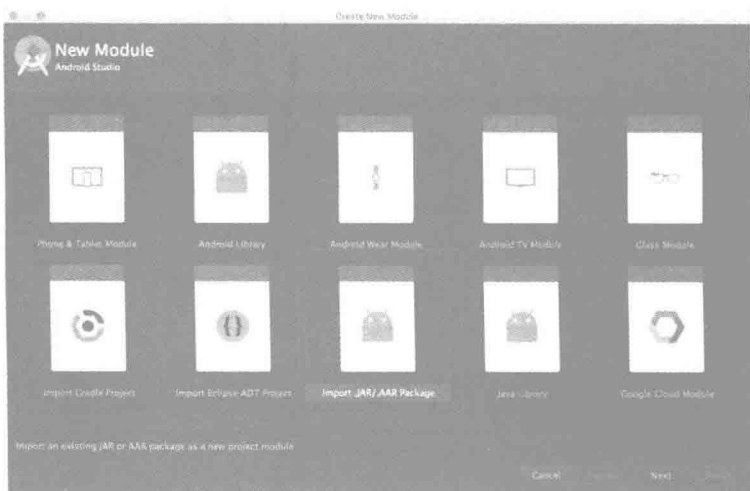 Create New Module
New Module
Android Studio
Phone & Tablet Module
Android Library
Android Wear Module
Android TV Module
Glass Module
Import Gradle Project
Import Eclipse ADT Project
Import .JAR/.AAR Package
Java Library
Google Cloud Module
Import an existing JAR or AAR package as a new project module
Cancel
Next